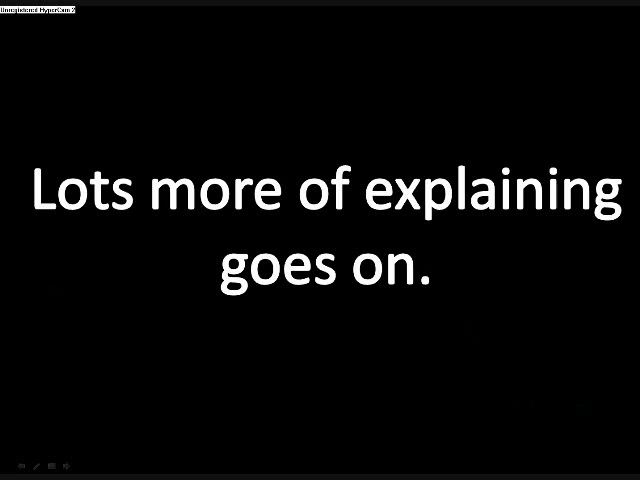 Unregistered HyperCam 2
Lots more of explaining
goes on.